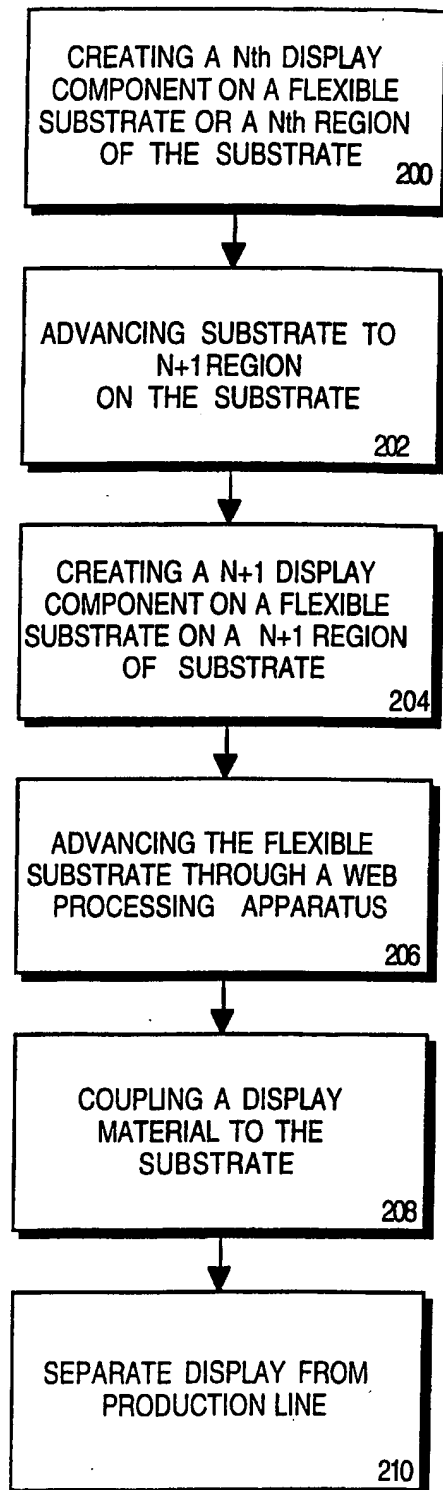 CREATING A Nth DISPLAY
COMPONENT ON A FLEXIBLE
SUBSTRATE OR A Nth REGION
OF THE SUBSTRATE
200
ADVANCING SUBSTRATE TO
N+1 REGION
ON THE SUBSTRATE
202
CREATING A N+1 DISPLAY
COMPONENT ON A FLEXIBLE
SUBSTRATE ON A N+1 REGION
OF SUBSTRATE
204
ADVANCING THE FLEXIBLE
SUBSTRATE THROUGH A WEB
PROCESSING APPARATUS
206
COUPLING A DISPLAY
MATERIAL TO THE
SUBSTRATE
208
SEPARATE DISPLAY FROM
PRODUCTION LINE
210